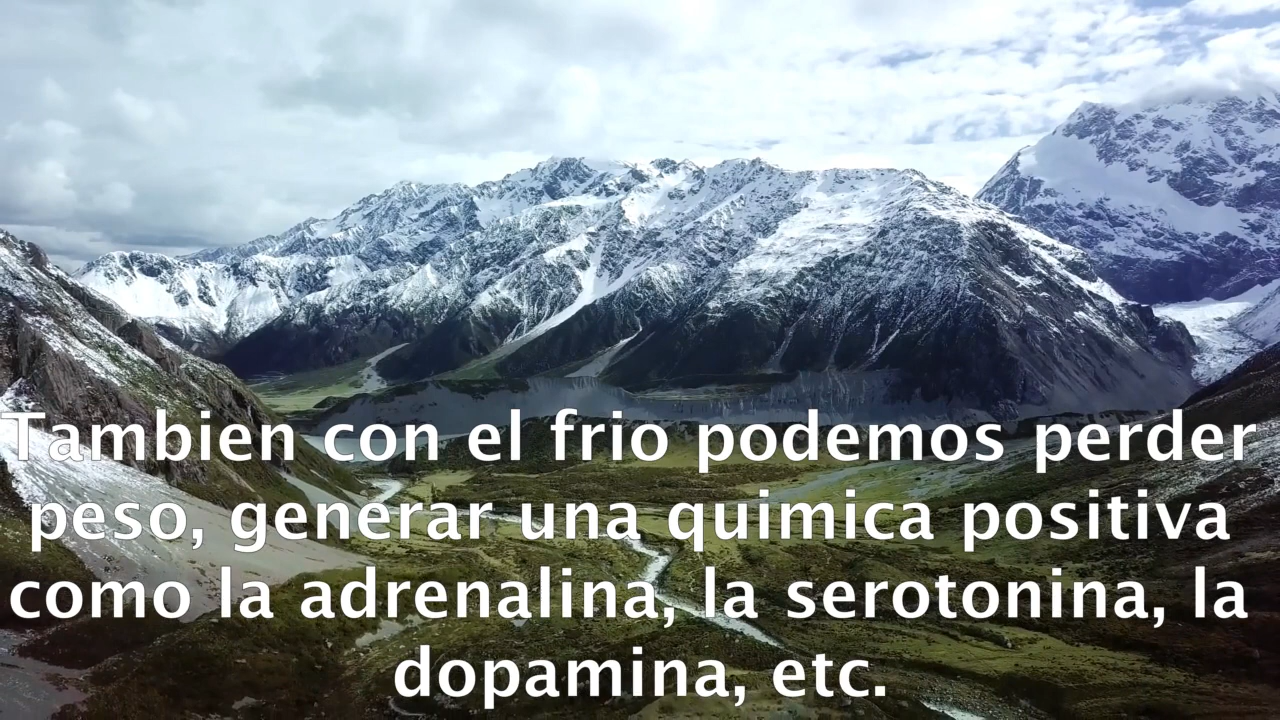 Tambien con el frio podemos perder
peso, generar una quimica positiva
como la adrenalina, la serotonina, la
dopamina, etc.